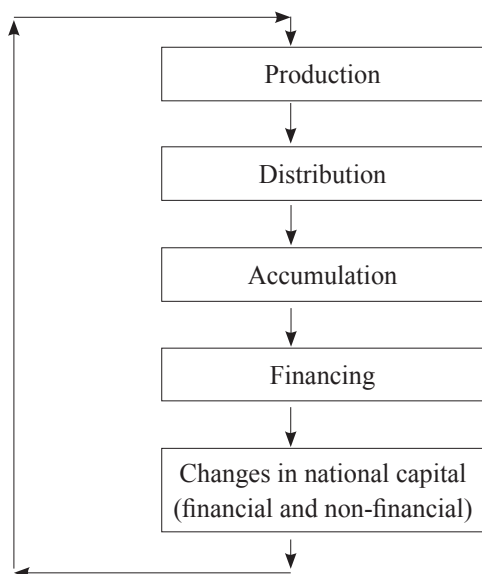 Production
Distribution
Accumulation
Financing
Changes in national capital
(financial and non-financial)